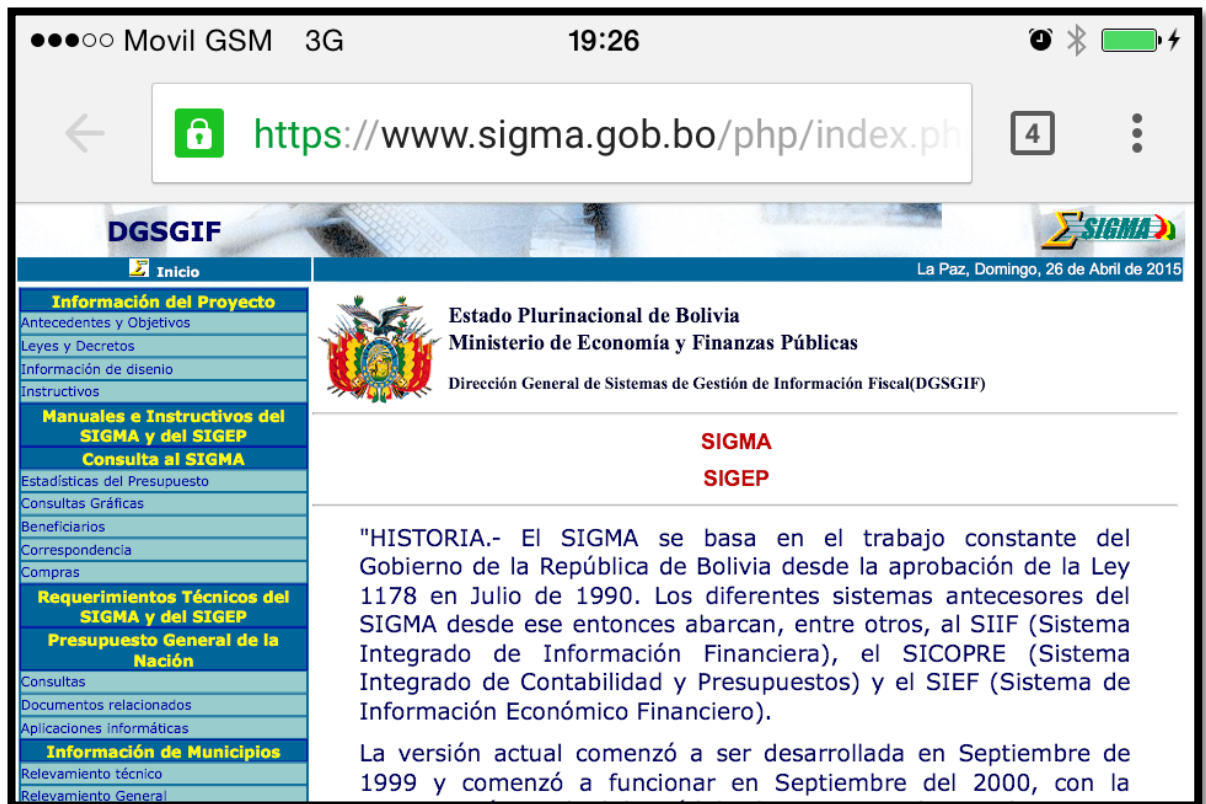 Movil GSM 3G 19:26
https://www.sigma.gob.bo/php/index.ph
4
DGSGIF
SIGMA
Inicio
La Paz, Domingo, 26 de Abril de 2015
Información del Proyecto
Antecedentes y Objetivos
Leyes y Decretos
Información de disenio
Instructivos
Manuales e Instructivos del
SIGMA y del SIGEP
Consulta al SIGMA
Estadísticas del Presupuesto
Consultas Gráficas
Beneficiarios
Correspondencia
Compras
Requerimientos Técnicos del
SIGMA y del SIGEP
Presupuesto General de la
Nación
Consultas
Documentos relacionados
Aplicaciones informáticas
Información de Municipios
Relevamiento técnico
Relevamiento General
Estado Plurinacional de Bolivia
Ministerio de Economía y Finanzas Públicas
Dirección General de Sistemas de Gestión de Información Fiscal(DGSGIF)
SIGMA
SIGEP
"HISTORIA.- El SIGMA se basa en el trabajo constante del
Gobierno de la República de Bolivia desde la aprobación de la Ley
1178 en Julio de 1990. Los diferentes sistemas antecesores del
SIGMA desde ese entonces abarcan, entre otros, al SIIF (Sistema
Integrado de Información Financiera), el SICOPRE (Sistema
Integrado de Contabilidad y Presupuestos) y el SIEF (Sistema de
Información Económico Financiero).
La versión actual comenzó a ser desarrollada en Septiembre de
1999 y comenzó a funcionar en Septiembre del 2000, con la